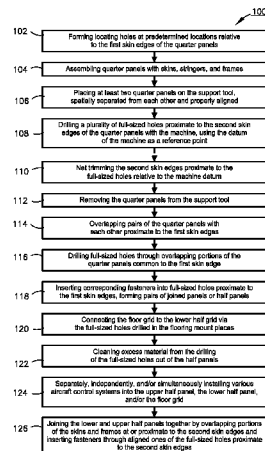 100
102
Forming locating holes at predetermined locations relative
to the first skin edges of the quarter panels
104
Assembling quarter panels with skins, stringers, and frames
106
Placing at least two quarter panels on the support tool,
spatially separated from each other and properly aligned
108
Drilling a plurality of full-sized holes proximate to the second skin
edges of the quarter panels with the machine, using the datum
of the machine as a reference point
110
Net trimming the second skin edges proximate to the
full-sized holes relative to the machine datum
112
Removing the quarter panels from the support tool
114
Overlapping pairs of the quarter panels with
each other proximate to the first skin edges
116
Drilling full-sized holes through overlapping portions of the
quarter panels common to the first skin edge
118
Inserting corresponding fasteners into full-sized holes proximate to
the first skin edges, forming pairs of joined panels or half panels
120
Connecting the floor grid to the lower half grid via
the full-sized holes drilled in the flooring mount places
122
Cleaning excess material from the drilling
of the full-sized holes out of the half panels
124
Separately, independently, and/or simultaneously installing various
aircraft control systems into the upper half panel, the lower half panel,
and/or the floor grid
126
Joining the lower and upper half panels together by overlapping portions
of the skins and frames at or proximate to the second skin edges and
inserting fasteners through aligned ones of the full-sized holes proximate
to the second skin edges